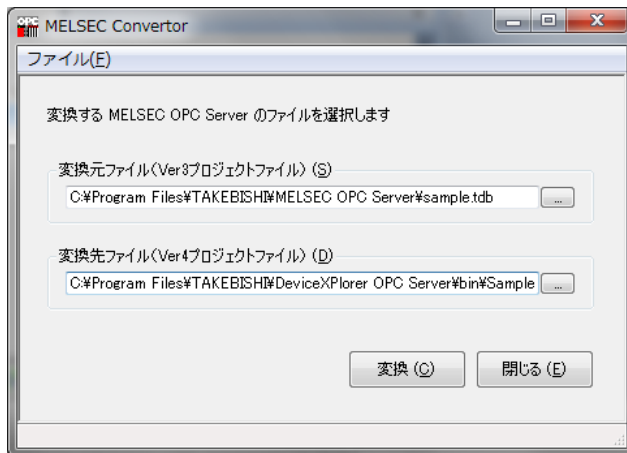 MELSEC Convertor
ファイル(F)
変換する MELSEC OPC Server のファイルを選択します
変換元ファイル(Ver3プロジェクトファイル) (S)
C:¥Program Files¥TAKEBISHI¥MELSEC OPC Server¥sample.tdb
...
変換先ファイル(Ver4プロジェクトファイル) (D)
C:¥Program Files¥TAKEBISHI¥DeviceXPlorer OPC Server¥bin¥Sample
...
変換 (C) 閉じる (E)